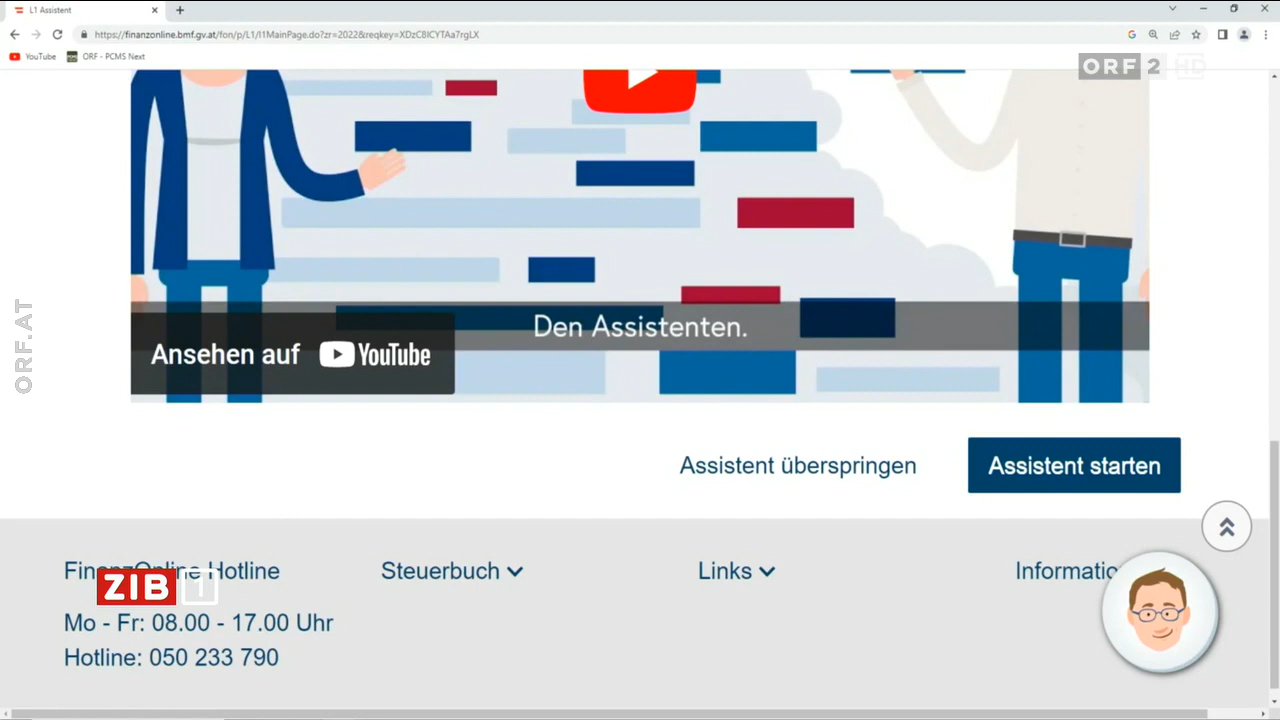 L1 Assistent
https://finanzonline.bmf.gv.at/fon/p/L1/l1MainPage.do?zr=2022&reqkey=XDzC8ICYTAa7rgLX
YouTube
ORF - PCMS Next
ORF 2 HD
ORF.AT
Den Assistenten.
Ansehen auf YouTube
Assistent überspringen
Assistent starten
FinanzOnline Hotline
Steuerbuch
Links
Informatio
ZIB 1
Mo - Fr: 08.00 - 17.00 Uhr
Hotline: 050 233 790